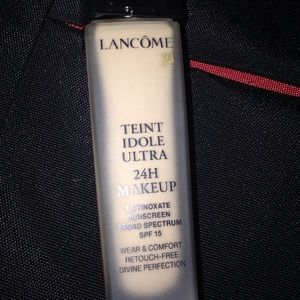 LANCÔME
TEINT
IDOLE
ULTRA
24H
MAKEUP
OCTINOXATE
SUNSCREEN
BROAD SPECTRUM
SPF 15
WEAR & COMFORT
RETOUCH-FREE
DIVINE PERFECTION